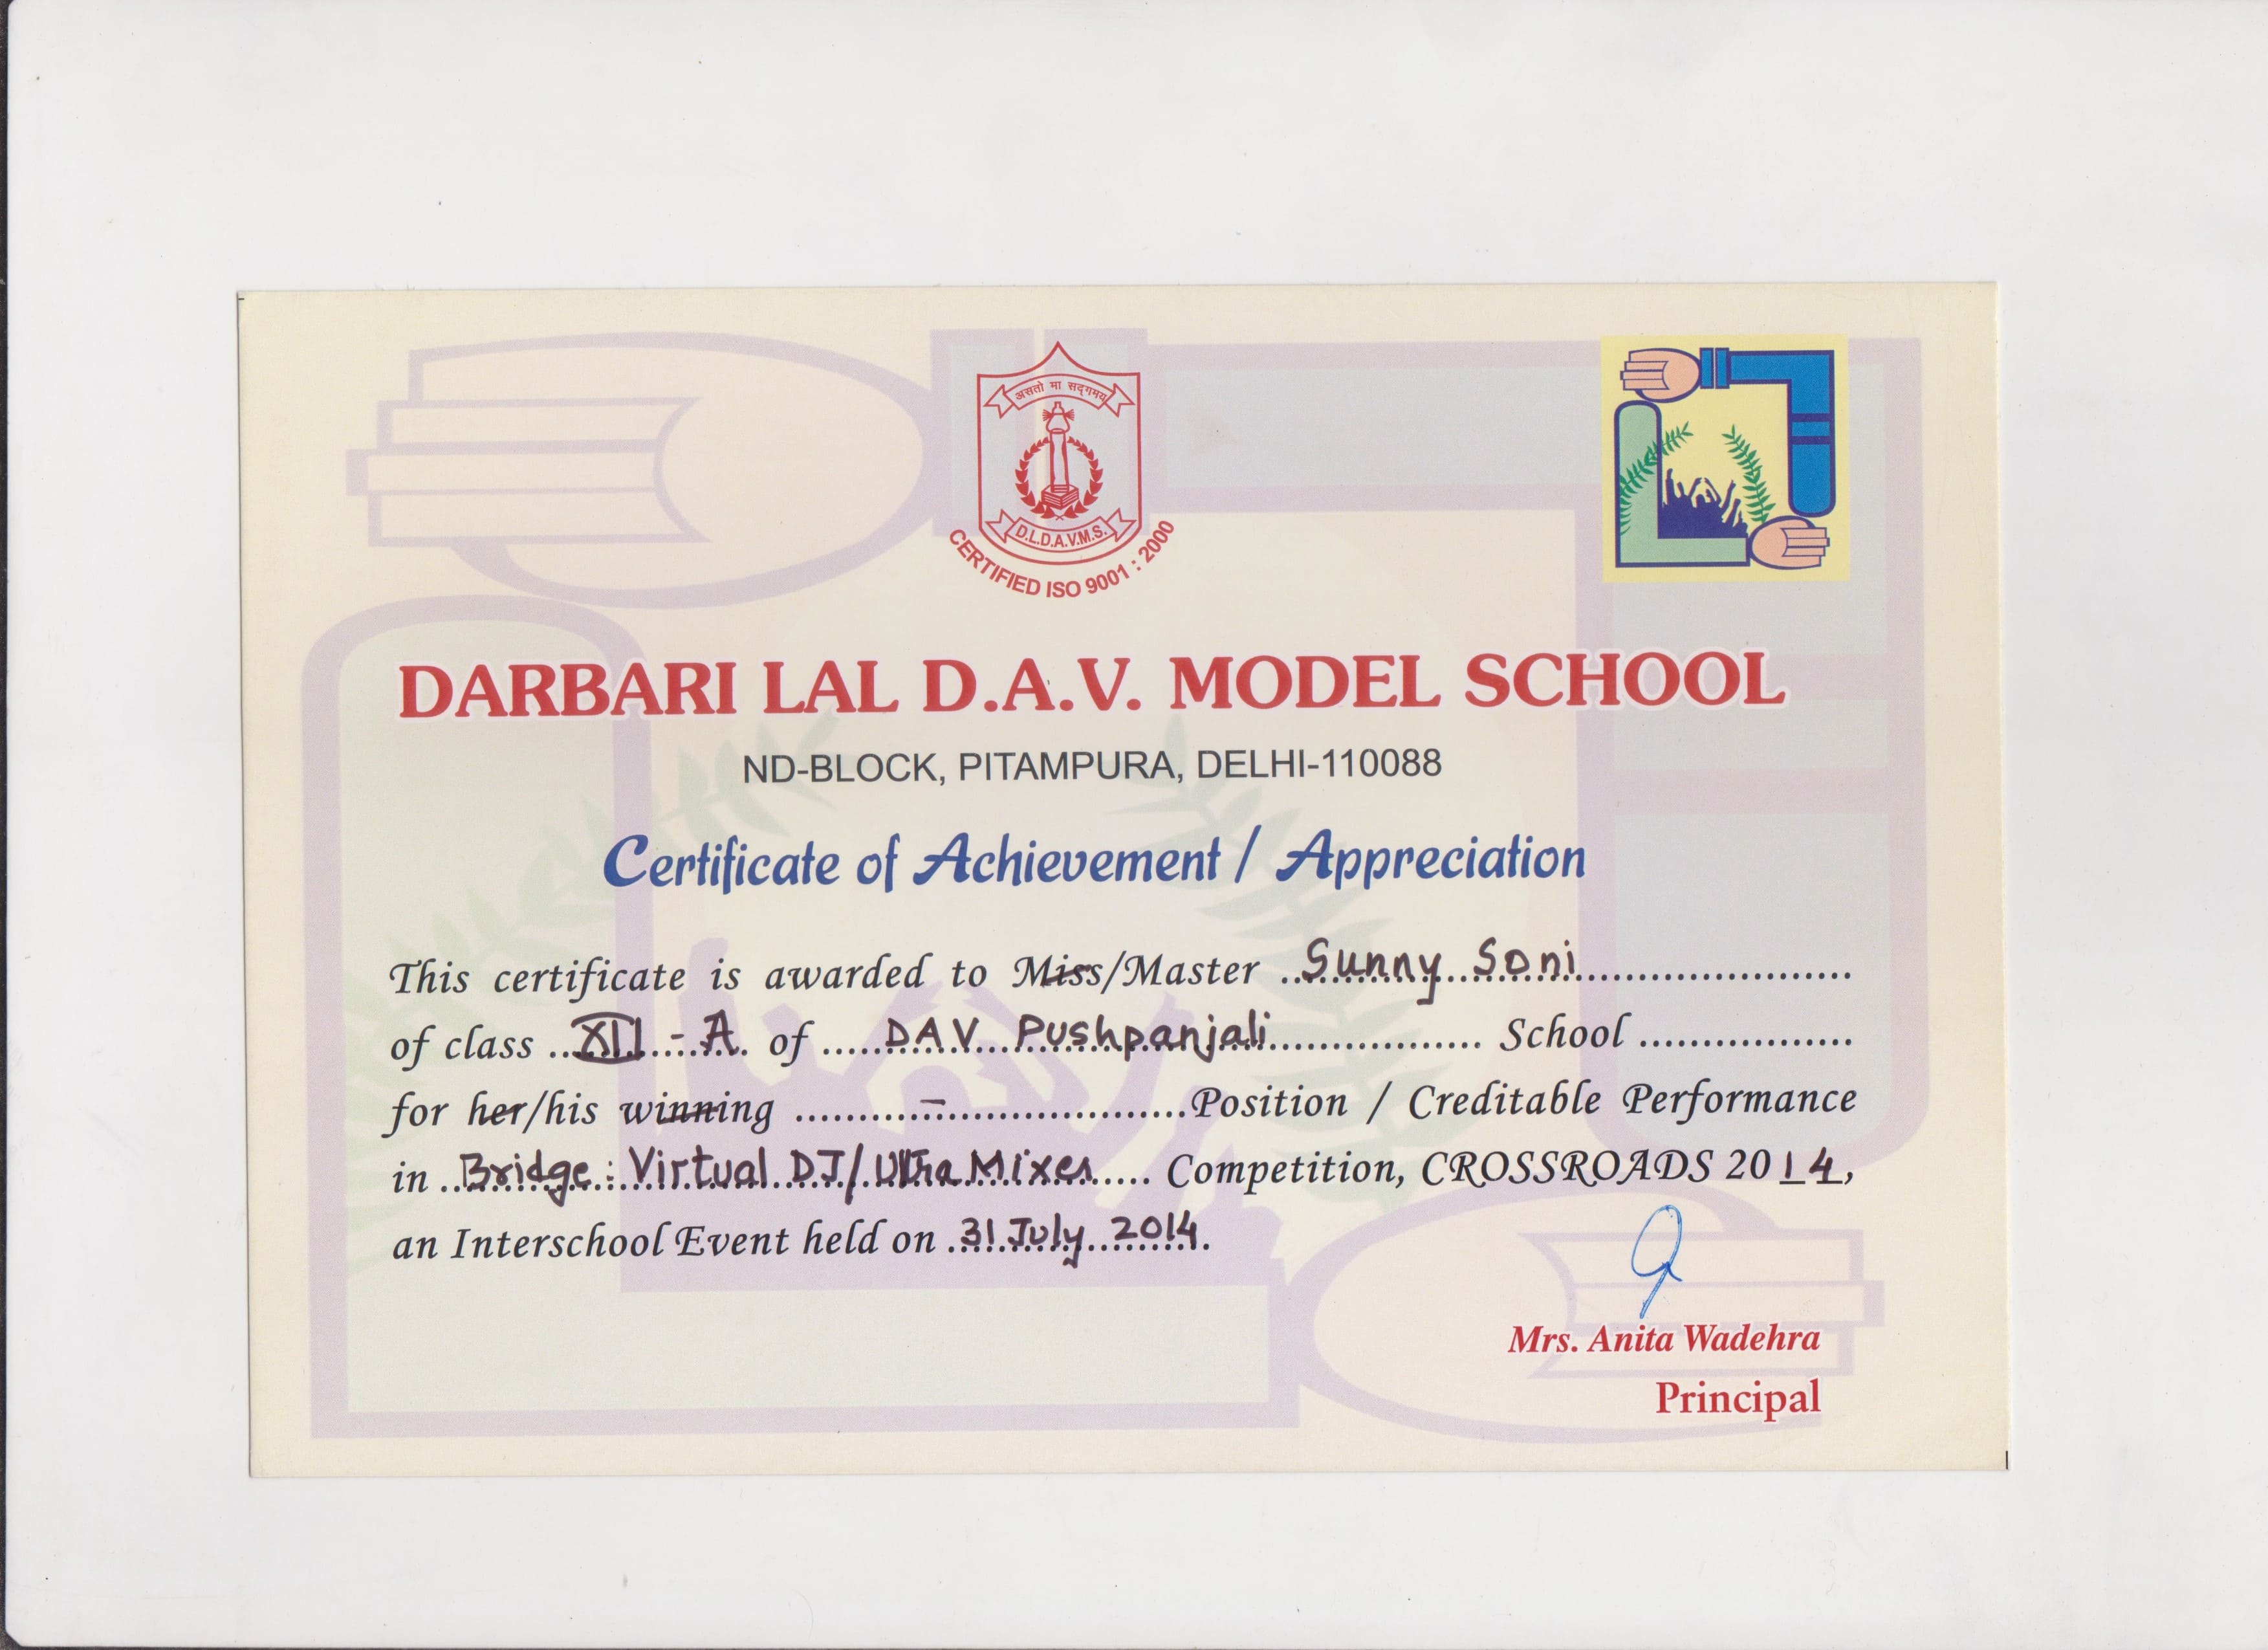 असतो मा सद्गमय
D.L.D.A.V.M.S.
CERTIFIED ISO 9001 : 2000
DARBARI LAL D.A.V. MODEL SCHOOL
ND-BLOCK, PITAMPURA, DELHI-110088
Certificate of Achievement / Appreciation
This certificate is awarded to Miss/Master Sunny Soni
of class XII - A of DAV Pushpanjali School
for her/his winning - Position / Creditable Performance
in Bridge : Virtual DJ/Ultra Mixer Competition, CROSSROADS 2014,
an Interschool Event held on 31 July 2014.
Mrs. Anita Wadehra
Principal